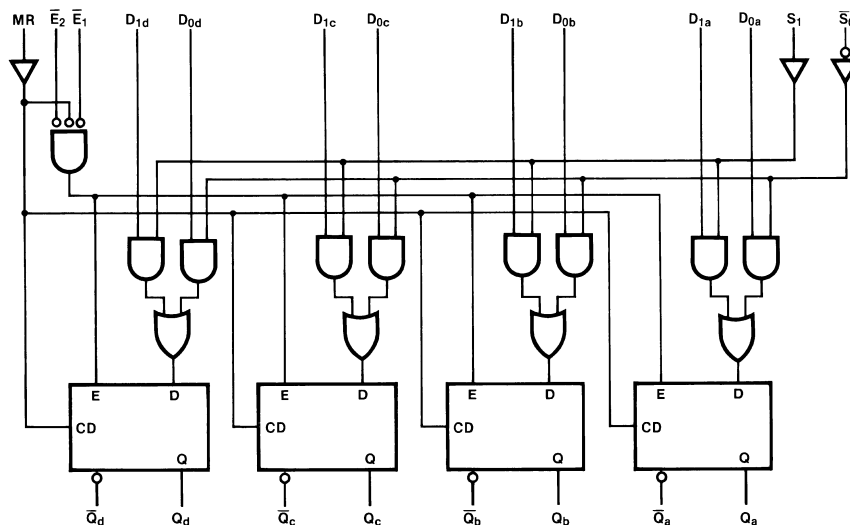 MR E̅₂ E̅₁ D₁d D₀d D₁c D₀c D₁b D₀b D₁a D₀a S₁
E D E D E D E D
CD CD CD CD
Q Q Q Q
Q̅d Qd Q̅c Qc Q̅b Qb Q̅a Qa